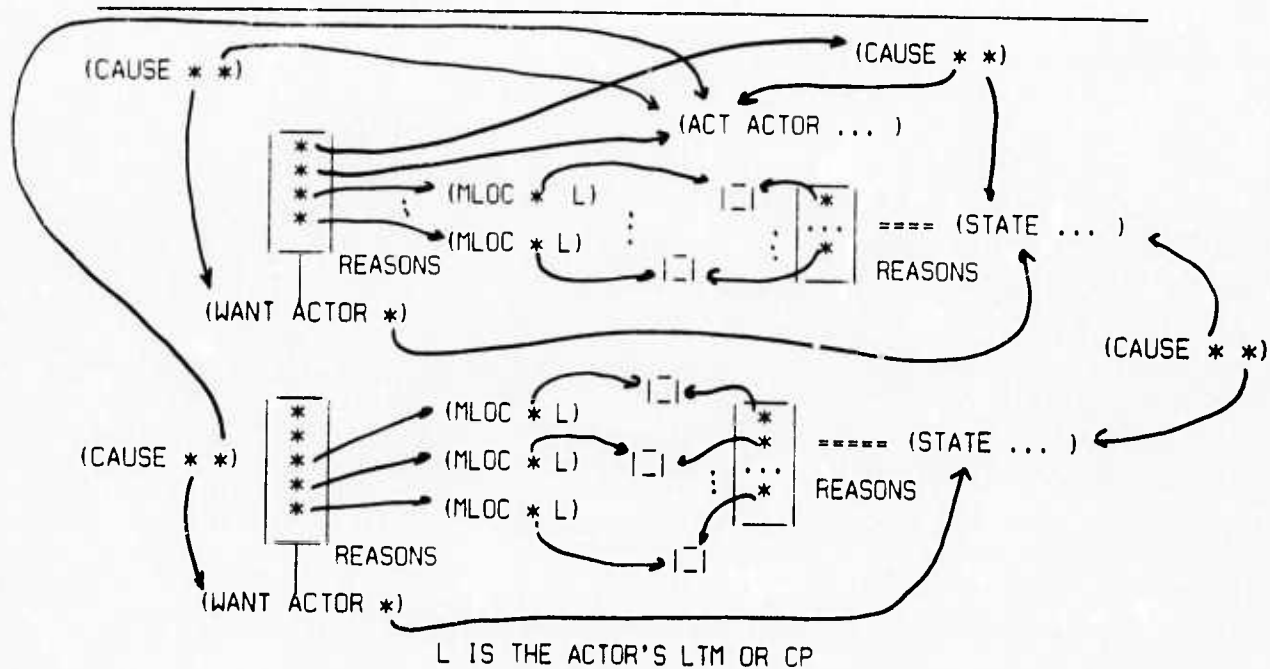 (CAUSE * *)
(CAUSE * *)
(ACT ACTOR ... )
*
*
*
*
REASONS
(MLOC * L)
(MLOC * L)
|_|
|_|
*
...
*
REASONS
==== (STATE ... )
(WANT ACTOR *)
(CAUSE * *)
(CAUSE * *)
*
*
*
*
*
REASONS
(MLOC * L)
(MLOC * L)
(MLOC * L)
|_|
|_|
|_|
*
*
...
*
REASONS
===== (STATE ... )
(WANT ACTOR *)
L IS THE ACTOR'S LTM OR CP